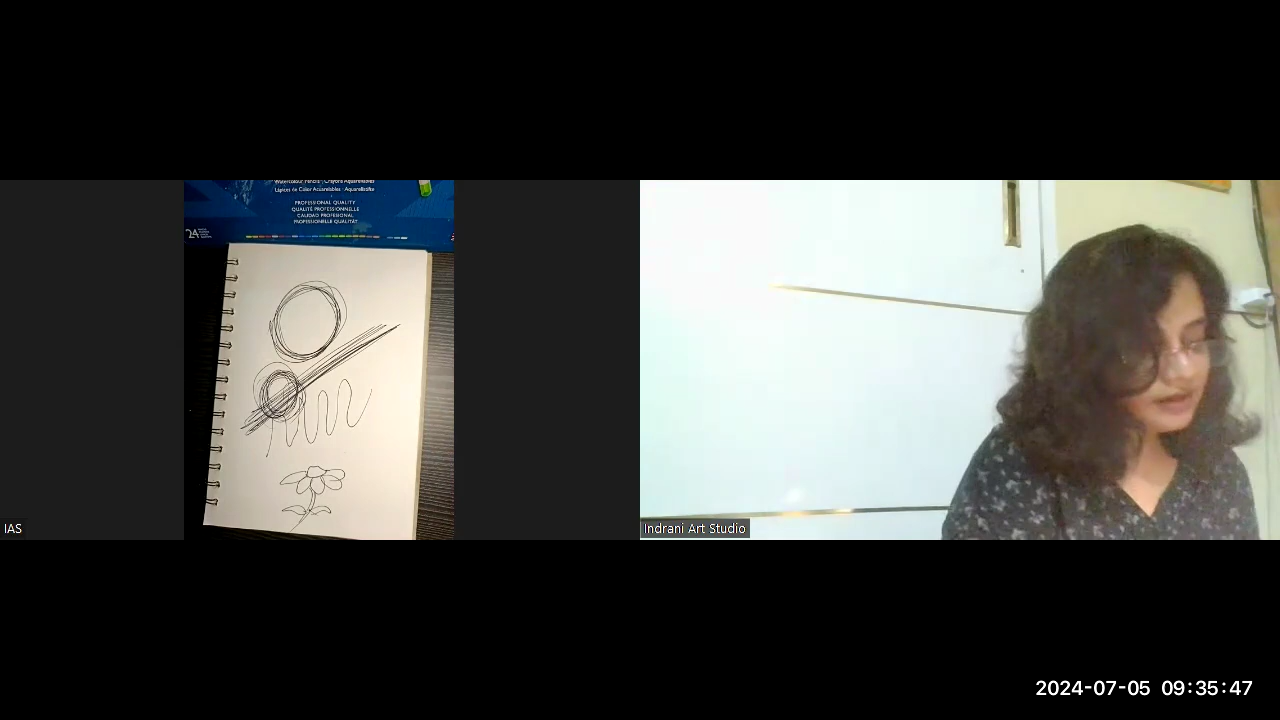 Watercolour Pencils · Crayons Aquarellables
Lápices de Color Acuarelables · Aquarellstifte
PROFESSIONAL QUALITY
QUALITÉ PROFESSIONNELLE
CALIDAD PROFESIONAL
PROFESSIONELLE QUALITÄT
24
IAS
Indrani Art Studio
2024-07-05 09:35:47